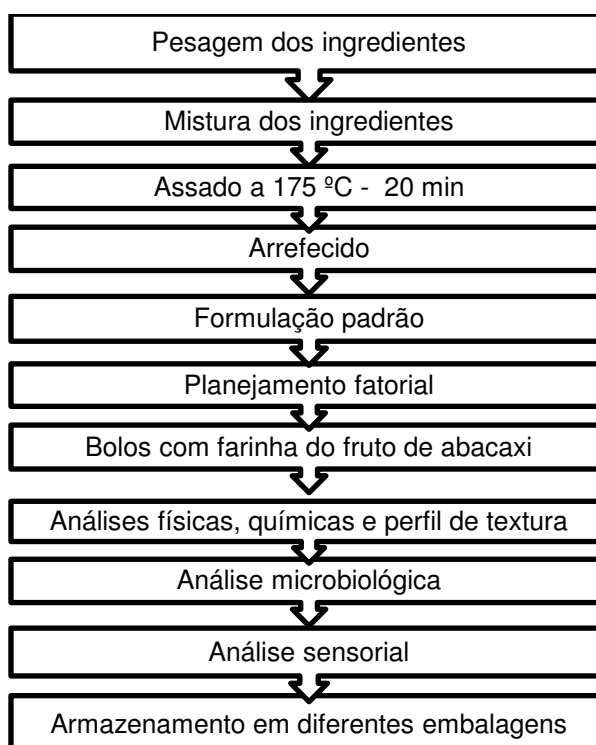 Pesagem dos ingredientes
Mistura dos ingredientes
Assado a 175 ºC - 20 min
Arrefecido
Formulação padrão
Planejamento fatorial
Bolos com farinha do fruto de abacaxi
Análises físicas, químicas e perfil de textura
Análise microbiológica
Análise sensorial
Armazenamento em diferentes embalagens